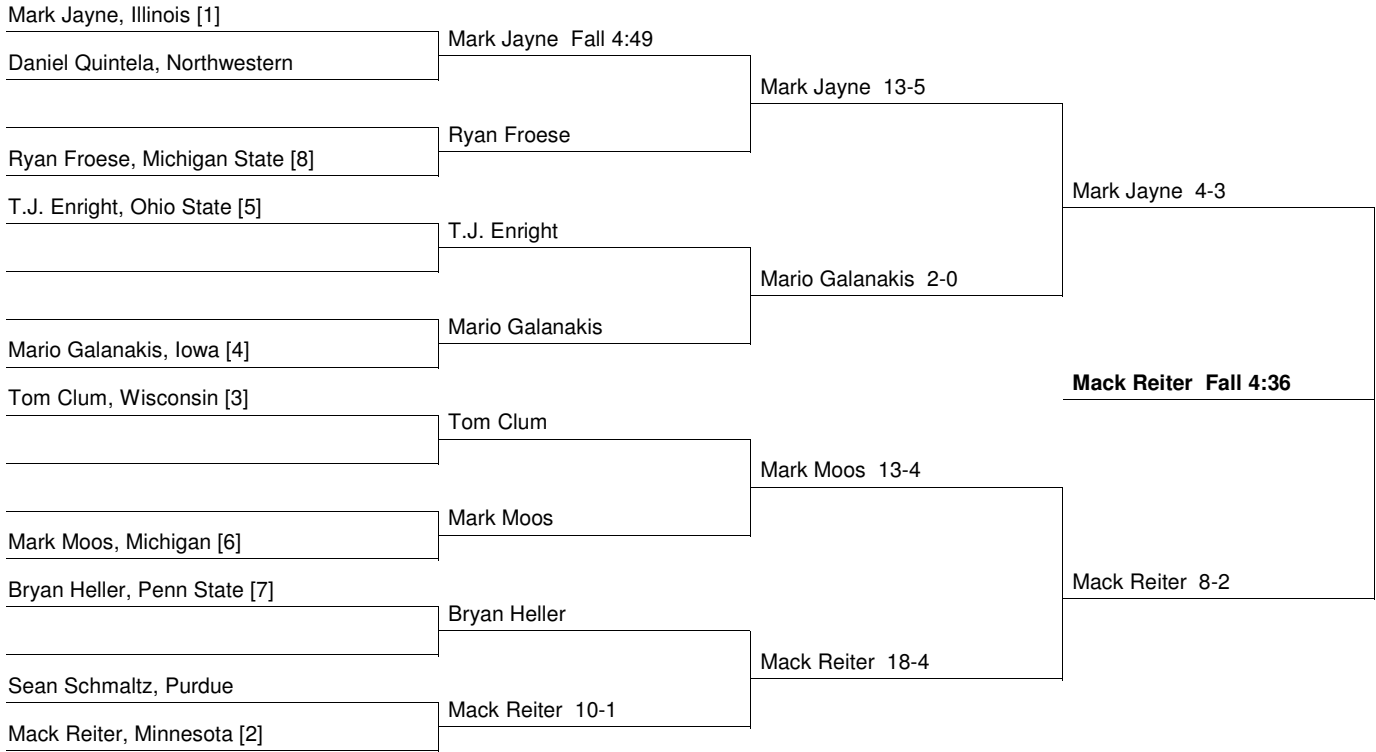 Mark Jayne, Illinois [1]
Daniel Quintela, Northwestern
Ryan Froese, Michigan State [8]
T.J. Enright, Ohio State [5]
Mario Galanakis, Iowa [4]
Tom Clum, Wisconsin [3]
Mark Moos, Michigan [6]
Bryan Heller, Penn State [7]
Sean Schmaltz, Purdue
Mack Reiter, Minnesota [2]
Mark Jayne Fall 4:49
Ryan Froese
T.J. Enright
Mario Galanakis
Tom Clum
Mark Moos
Bryan Heller
Mack Reiter 10-1
Mark Jayne 13-5
Mario Galanakis 2-0
Mark Moos 13-4
Mack Reiter 18-4
Mark Jayne 4-3
Mack Reiter Fall 4:36
Mack Reiter 8-2